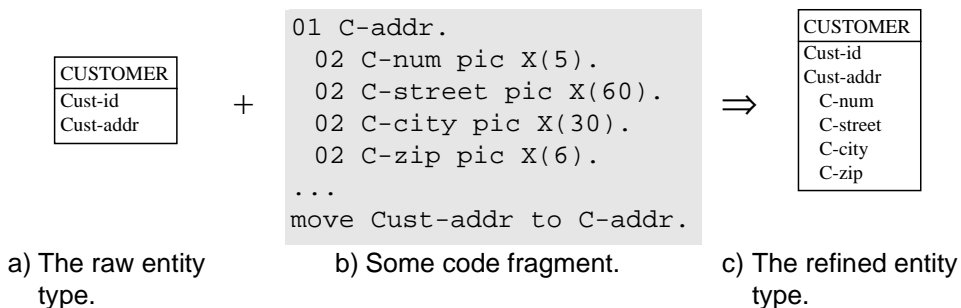 CUSTOMER
Cust-id
Cust-addr
+
01 C-addr.
02 C-num pic X(5).
02 C-street pic X(60).
02 C-city pic X(30).
02 C-zip pic X(6).
...
move Cust-addr to C-addr.
⇒
CUSTOMER
Cust-id
Cust-addr
C-num
C-street
C-city
C-zip
a) The raw entity
type.
b) Some code fragment.
c) The refined entity
type.